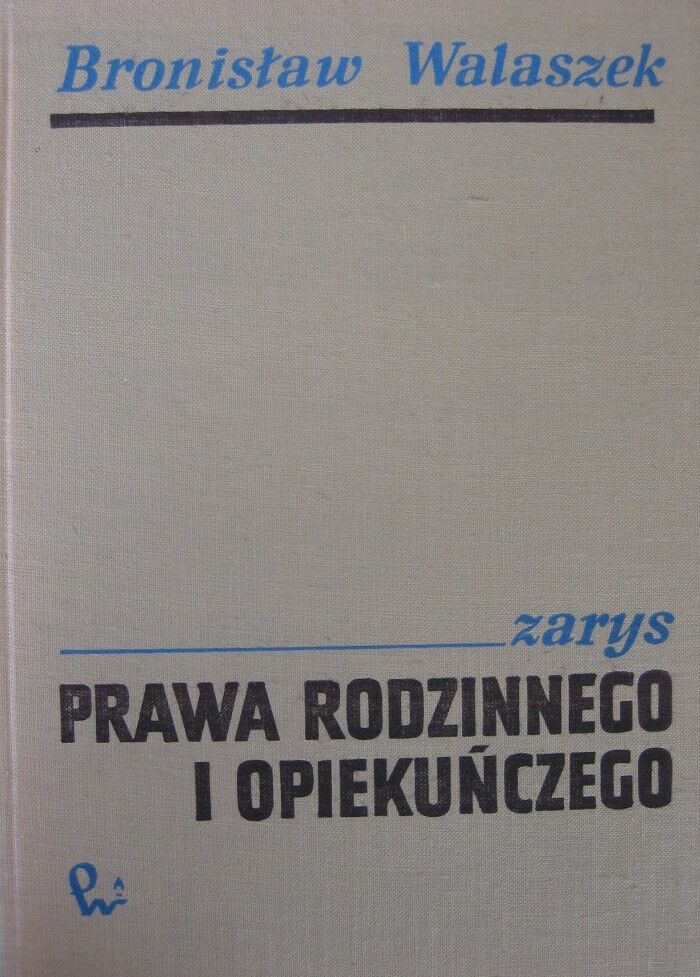 Bronisław Walaszek
zarys
PRAWA RODZINNEGO
I OPIEKUŃCZEGO